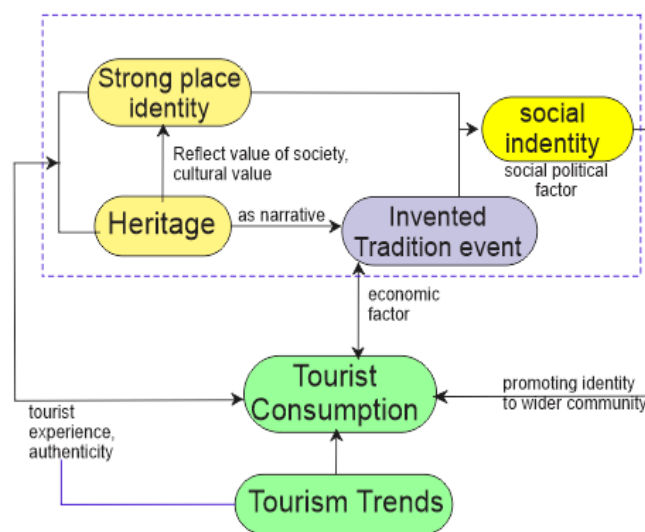 Strong place
identity
social
indentity
social political
factor
Reflect value of society,
cultural value
Heritage
as narrative
Invented
Tradition event
economic
factor
Tourist
Consumption
promoting identity
to wider community
tourist
experience,
authenticity
Tourism Trends